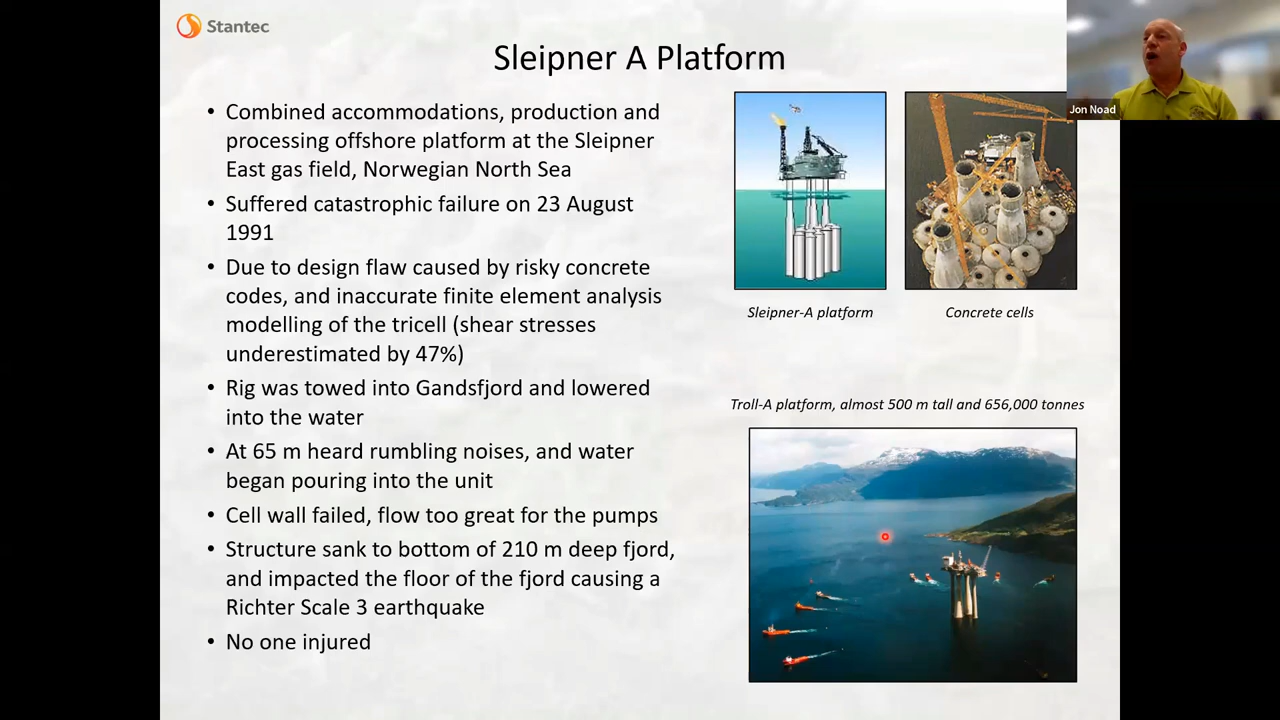 Stantec
Sleipner A Platform
Jon Noad
• Combined accommodations, production and
processing offshore platform at the Sleipner
East gas field, Norwegian North Sea
• Suffered catastrophic failure on 23 August
1991
• Due to design flaw caused by risky concrete
codes, and inaccurate finite element analysis
modelling of the tricell (shear stresses
underestimated by 47%)
• Rig was towed into Gandsfjord and lowered
into the water
• At 65 m heard rumbling noises, and water
began pouring into the unit
• Cell wall failed, flow too great for the pumps
• Structure sank to bottom of 210 m deep fjord,
and impacted the floor of the fjord causing a
Richter Scale 3 earthquake
• No one injured
Sleipner-A platform
Concrete cells
Troll-A platform, almost 500 m tall and 656,000 tonnes